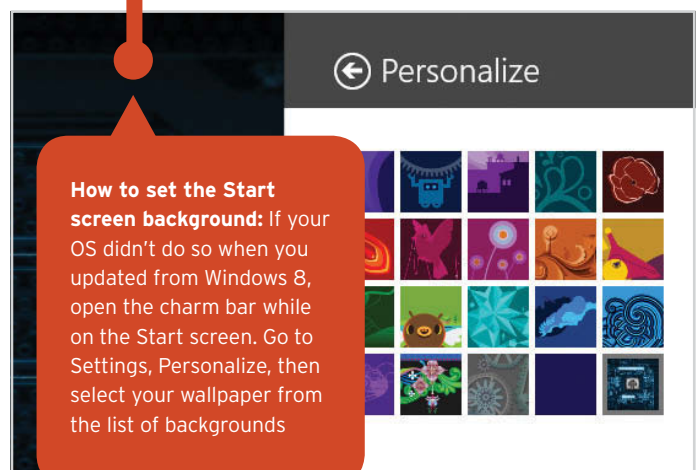 Personalize
How to set the Start
screen background: If your
OS didn't do so when you
updated from Windows 8,
open the charm bar while
on the Start screen. Go to
Settings, Personalize, then
select your wallpaper from
the list of backgrounds